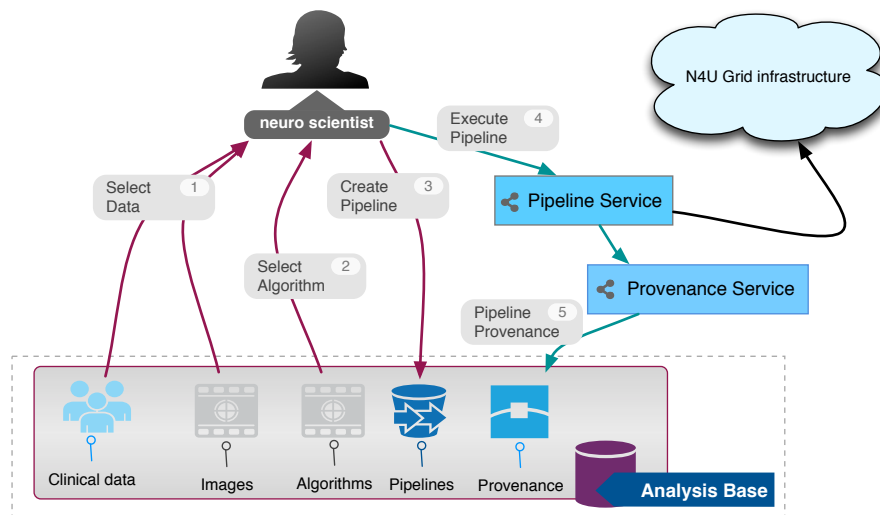 N4U Grid infrastructure
neuro scientist
Execute 4
Pipeline
Select 1
Data
Create 3
Pipeline
Pipeline Service
Select 2
Algorithm
Provenance Service
Pipeline 5
Provenance
Clinical data
Images
Algorithms
Pipelines
Provenance
Analysis Base